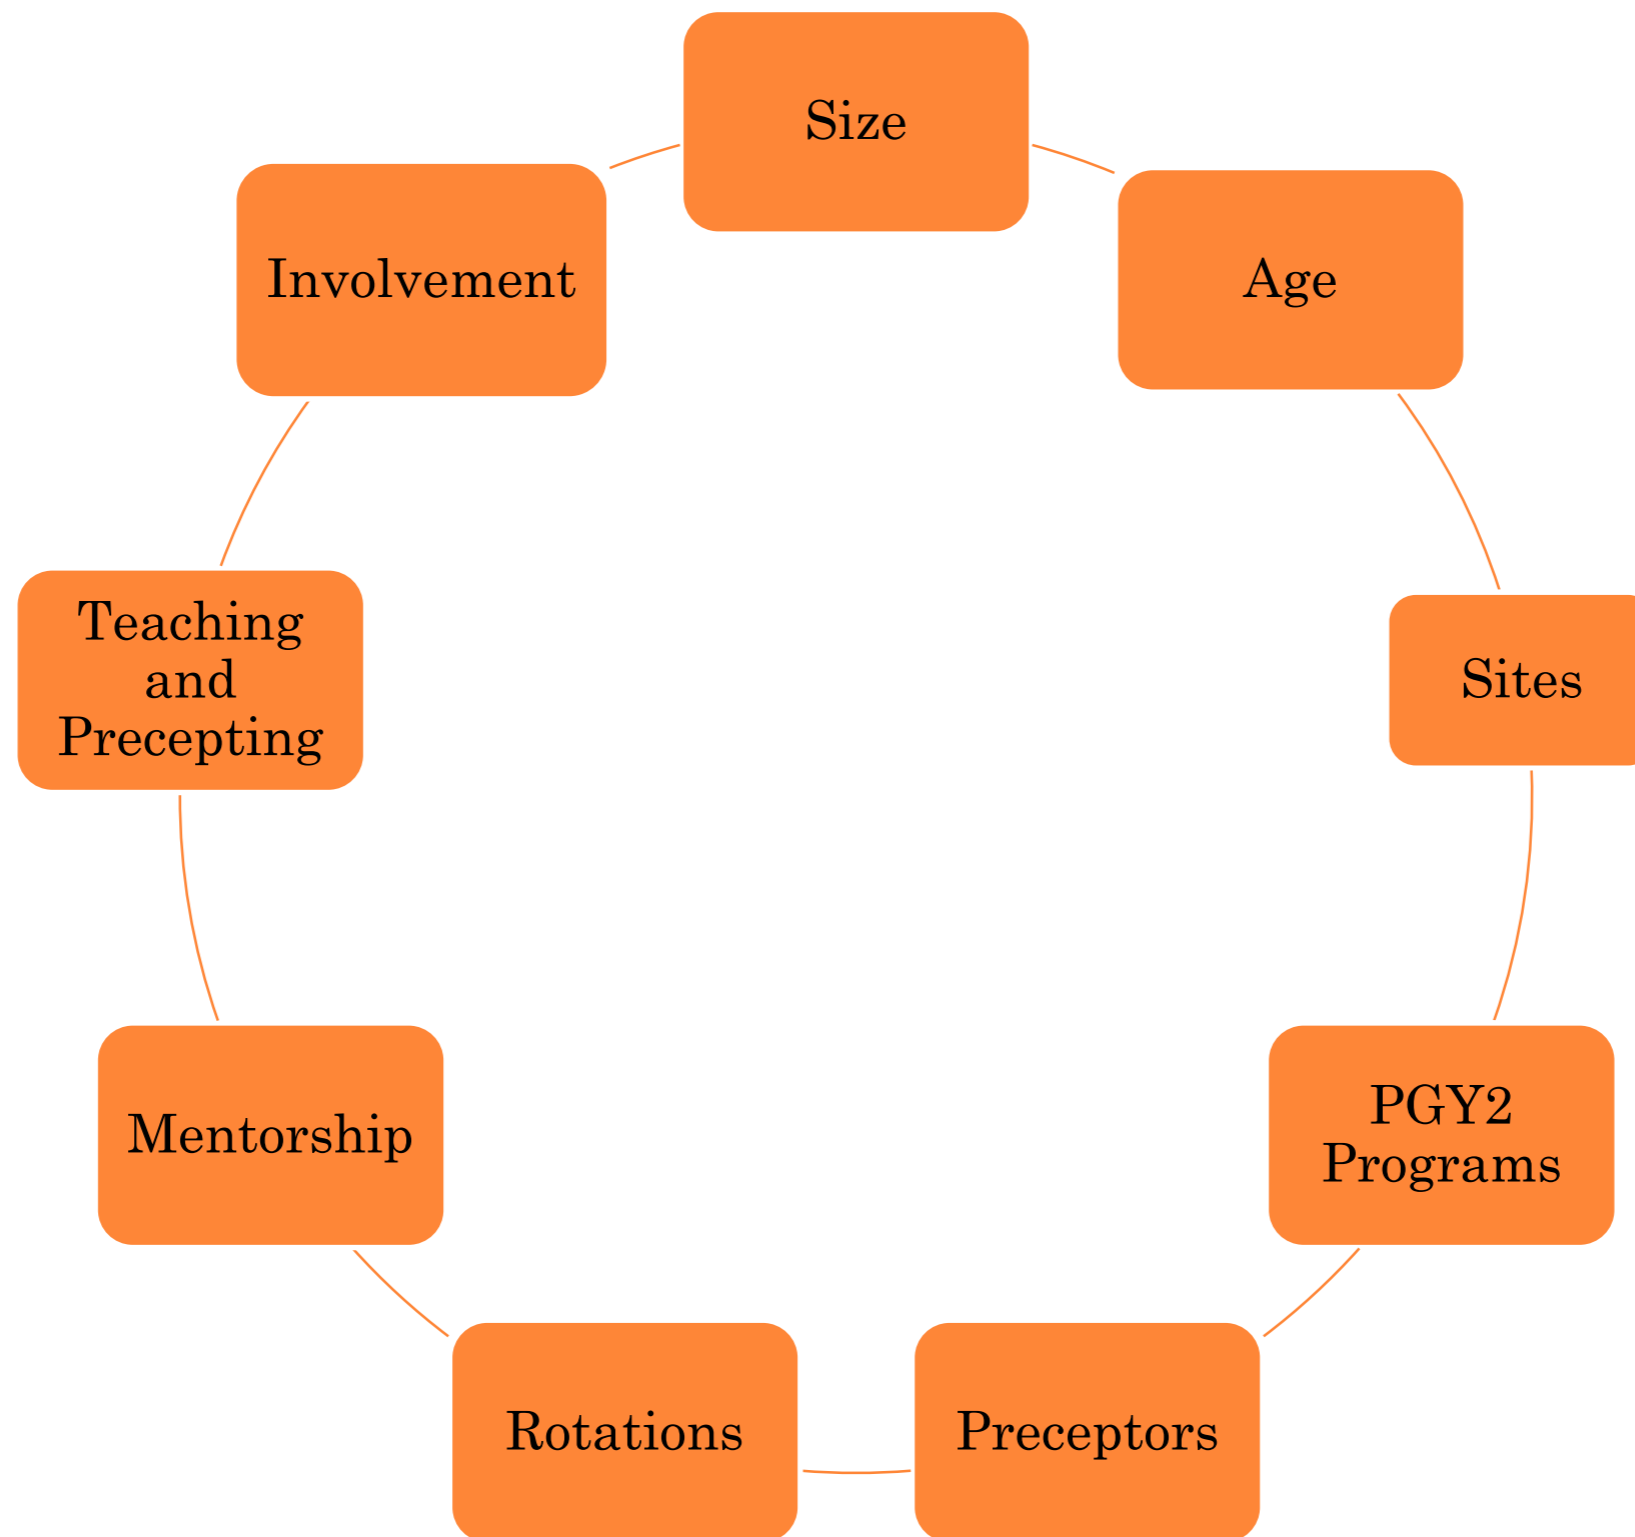 Size
Age
Sites
PGY2
Programs
Preceptors
Rotations
Mentorship
Teaching
and
Precepting
Involvement